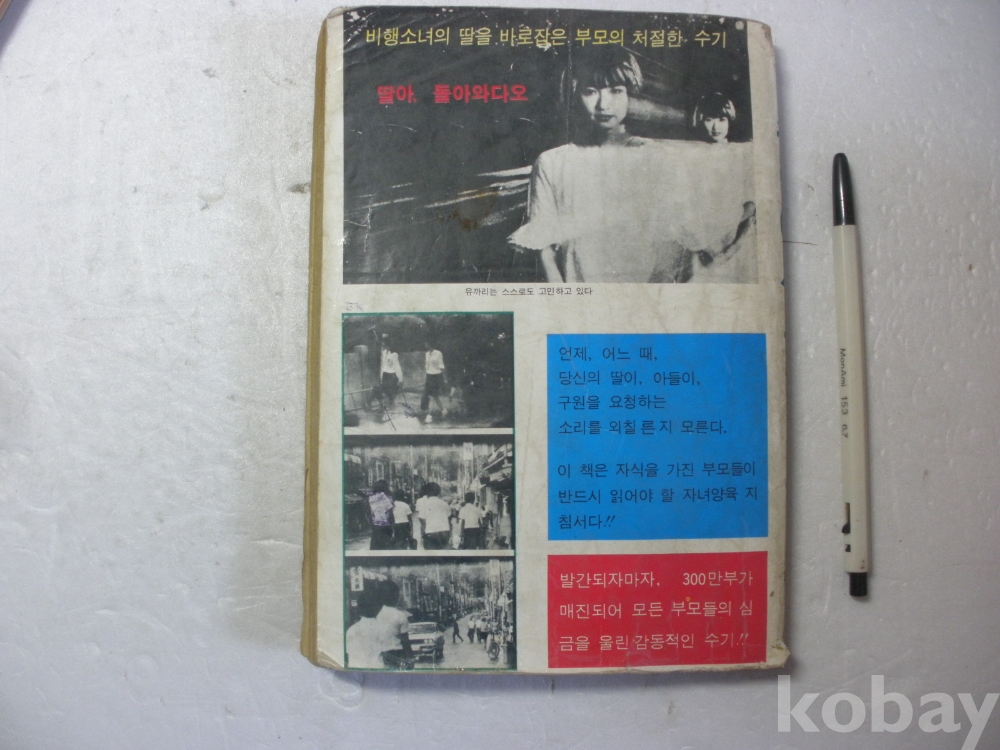 비행소녀의 딸을 바로잡은 부모의 처절한 수기
딸아, 돌아와다오
유까리는 스스로도 고민하고 있다
언제, 어느 때,
당신의 딸이, 아들이,
구원을 요청하는
소리를 외칠 른지 모른다.
이 책은 자식을 가진 부모들이
반드시 읽어야 할 자녀양육 지
침서다!!
발간되자마자, 300만부가
매진되어 모든 부모들의 심
금을 울린 감동적인 수기!!
MonAmi 153 0.7
kobay